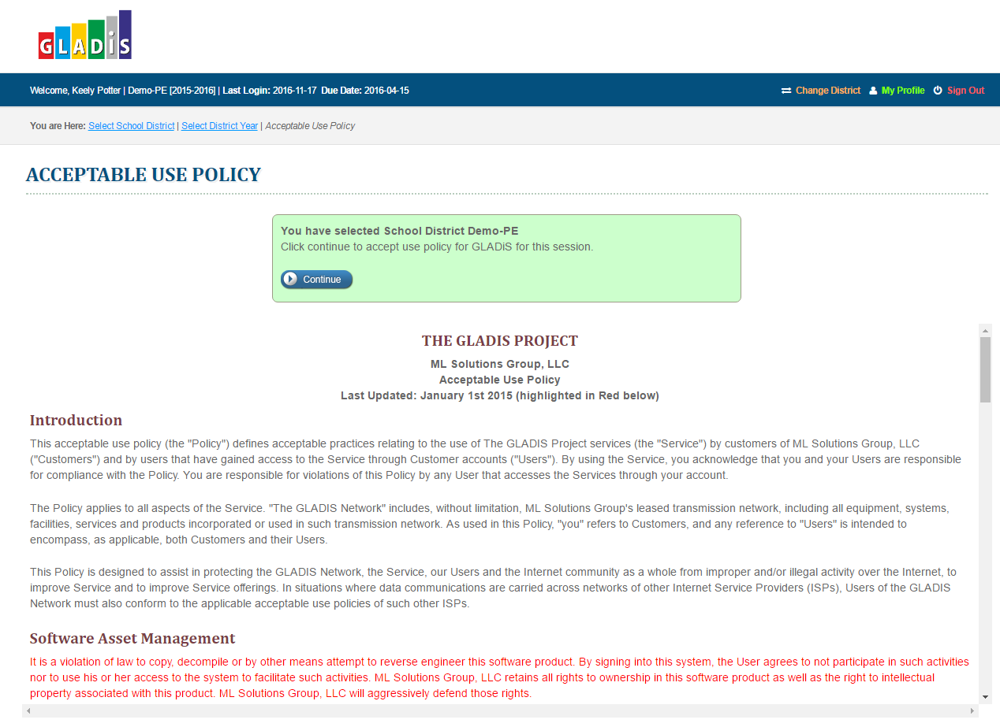 GLADiS
Welcome, Keely Potter | Demo-PE [2015-2016] | Last Login: 2016-11-17 Due Date: 2016-04-15
Change District My Profile Sign Out
You are Here: Select School District | Select District Year | Acceptable Use Policy
ACCEPTABLE USE POLICY
You have selected School District Demo-PE
Click continue to accept use policy for GLADiS for this session.
Continue
THE GLADIS PROJECT
ML Solutions Group, LLC
Acceptable Use Policy
Last Updated: January 1st 2015 (highlighted in Red below)
Introduction
This acceptable use policy (the "Policy") defines acceptable practices relating to the use of The GLADIS Project services (the "Service") by customers of ML Solutions Group, LLC
("Customers") and by users that have gained access to the Service through Customer accounts ("Users"). By using the Service, you acknowledge that you and your Users are responsible
for compliance with the Policy. You are responsible for violations of this Policy by any User that accesses the Services through your account.
The Policy applies to all aspects of the Service. "The GLADIS Network" includes, without limitation, ML Solutions Group's leased transmission network, including all equipment, systems,
facilities, services and products incorporated or used in such transmission network. As used in this Policy, "you" refers to Customers, and any reference to "Users" is intended to
encompass, as applicable, both Customers and their Users.
This Policy is designed to assist in protecting the GLADIS Network, the Service, our Users and the Internet community as a whole from improper and/or illegal activity over the Internet, to
improve Service and to improve Service offerings. In situations where data communications are carried across networks of other Internet Service Providers (ISPs), Users of the GLADIS
Network must also conform to the applicable acceptable use policies of such other ISPs.
Software Asset Management
It is a violation of law to copy, decompile or by other means attempt to reverse engineer this software product. By signing into this system, the User agrees to not participate in such activities
nor to use his or her access to the system to facilitate such activities. ML Solutions Group, LLC retains all rights to ownership in this software product as well as the right to intellectual
property associated with this product. ML Solutions Group, LLC will aggressively defend those rights.